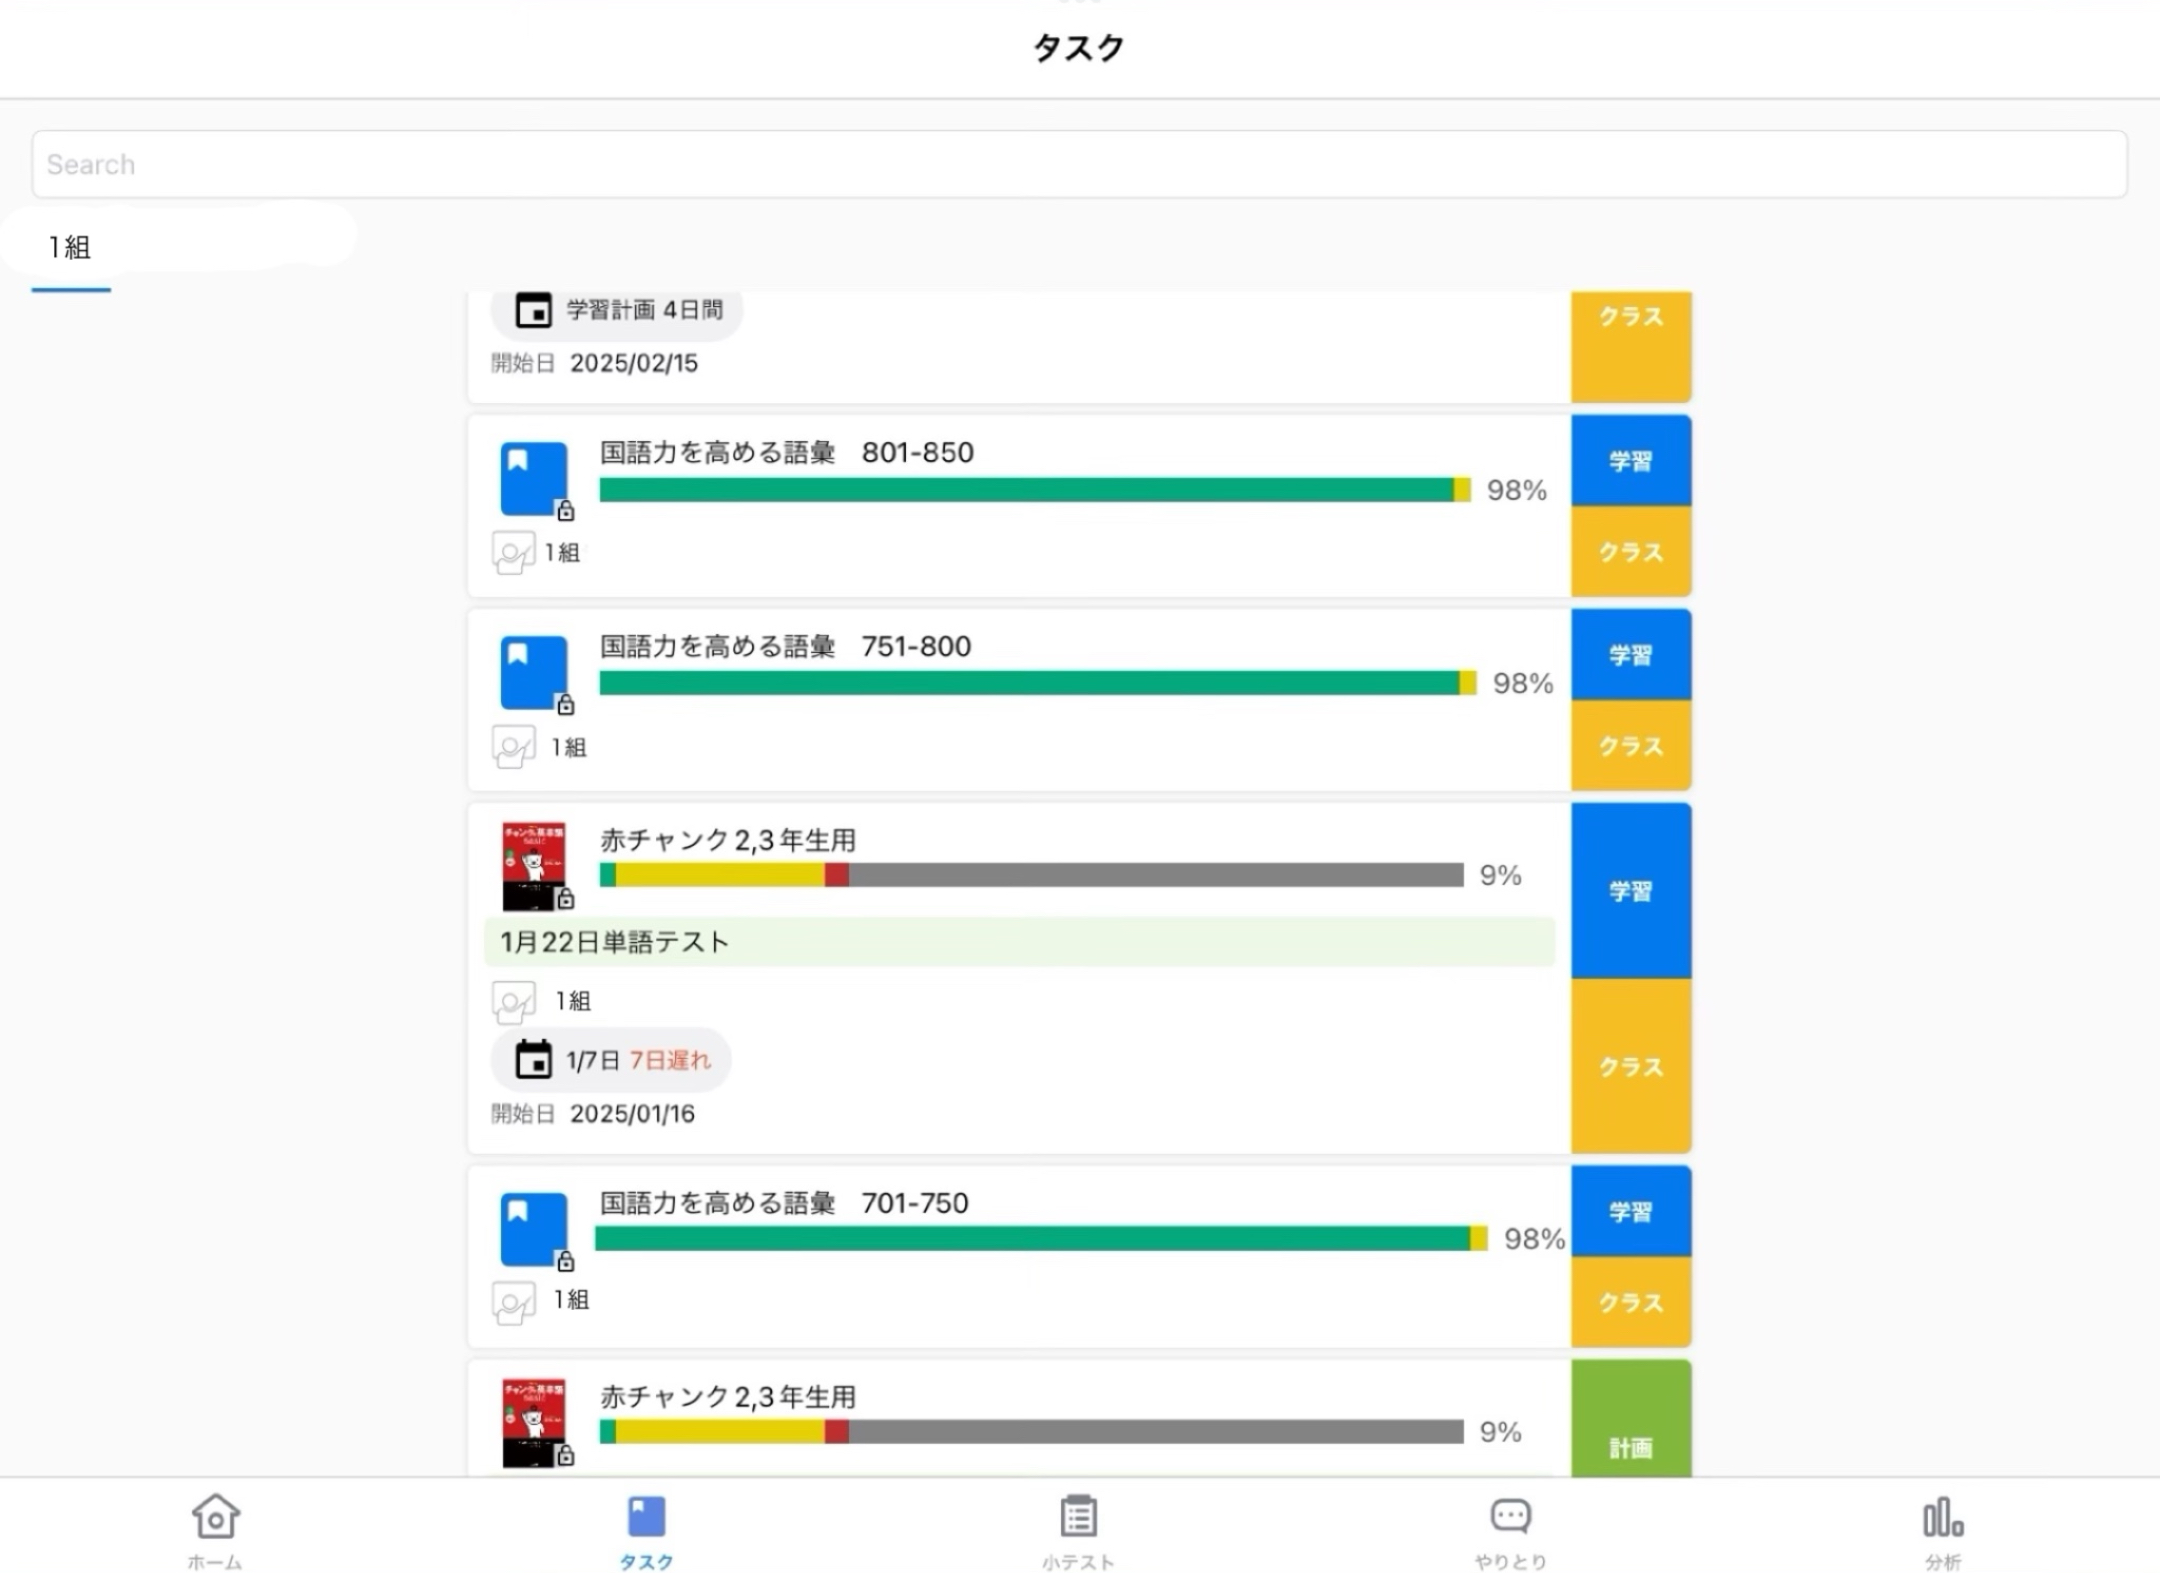 タスク
Search
1組
学習計画 4日間
クラス
開始日 2025/02/15
国語力を高める語彙 801-850
98%
学習
1組
クラス
国語力を高める語彙 751-800
98%
学習
1組
クラス
赤チャンク2,3年生用
9%
学習
1月22日単語テスト
1組
1/7日 7日遅れ
クラス
開始日 2025/01/16
国語力を高める語彙 701-750
98%
学習
1組
クラス
赤チャンク2,3年生用
9%
計画
ホーム
タスク
小テスト
やりとり
分析